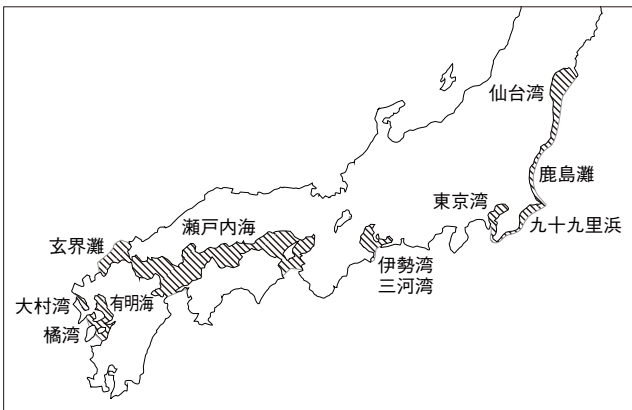 仙台湾
鹿島灘
東京湾
九十九里浜
瀬戸内海
玄界灘
伊勢湾
三河湾
大村湾
有明海
橘湾